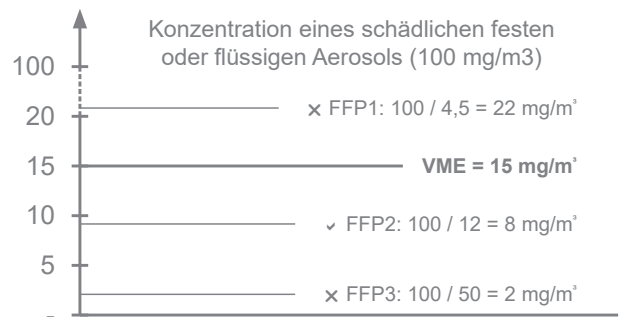 Konzentration eines schädlichen festen
oder flüssigen Aerosols (100 mg/m3)
100
× FFP1: 100 / 4,5 = 22 mg/m³
20
15
VME = 15 mg/m³
10
✓ FFP2: 100 / 12 = 8 mg/m³
5
× FFP3: 100 / 50 = 2 mg/m³